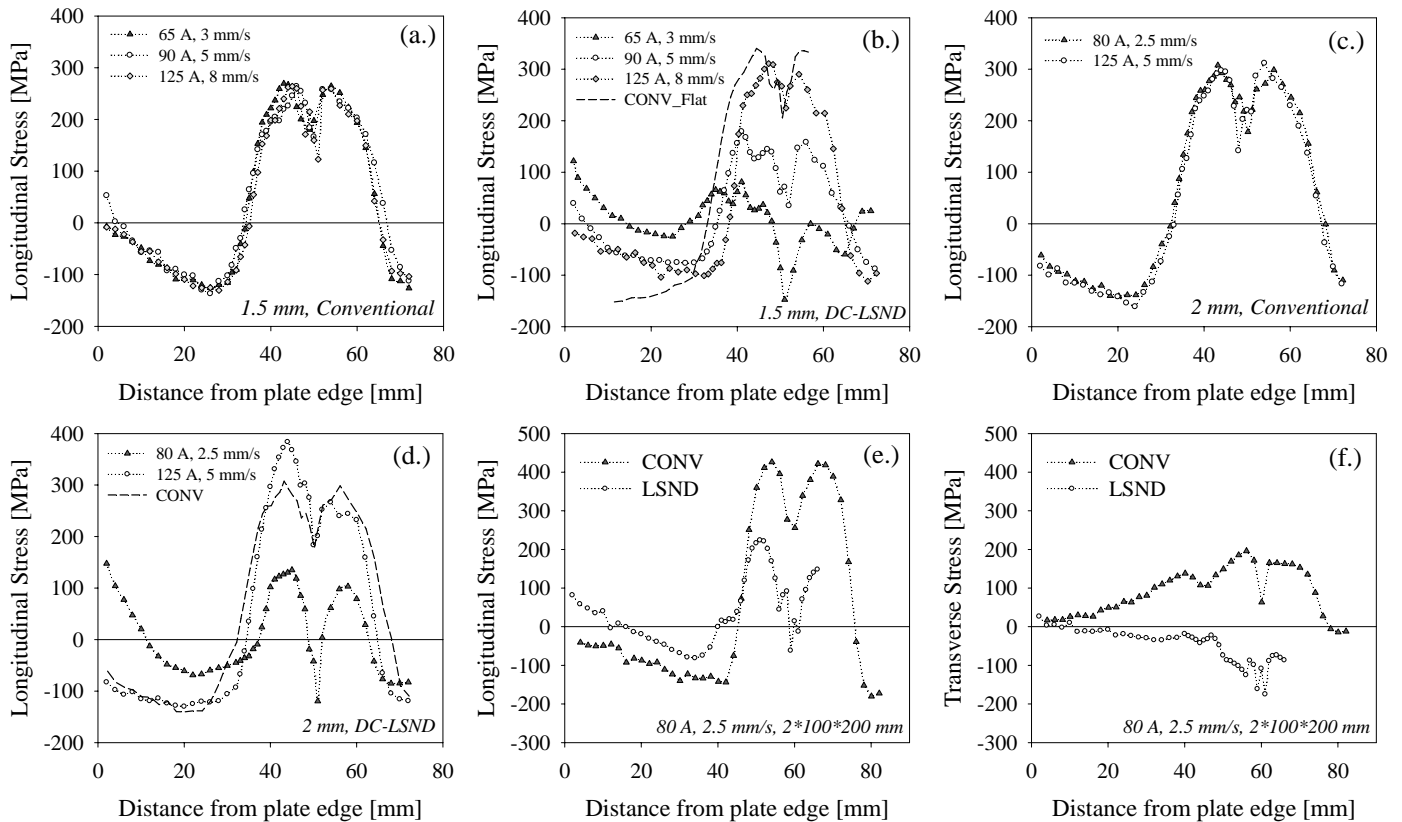 (a.)
65 A, 3 mm/s
90 A, 5 mm/s
125 A, 8 mm/s
Longitudinal Stress [MPa]
400
300
200
100
0
-100
-200
1.5 mm, Conventional
0 20 40 60 80
Distance from plate edge [mm]
(b.)
65 A, 3 mm/s
90 A, 5 mm/s
125 A, 8 mm/s
CONV_Flat
Longitudinal Stress [MPa]
400
300
200
100
0
-100
-200
1.5 mm, DC-LSND
0 20 40 60 80
Distance from plate edge [mm]
(c.)
80 A, 2.5 mm/s
125 A, 5 mm/s
Longitudinal Stress [MPa]
400
300
200
100
0
-100
-200
2 mm, Conventional
0 20 40 60 80
Distance from plate edge [mm]
(d.)
80 A, 2.5 mm/s
125 A, 5 mm/s
CONV
Longitudinal Stress [MPa]
400
300
200
100
0
-100
-200
2 mm, DC-LSND
0 20 40 60 80
Distance from plate edge [mm]
(e.)
CONV
LSND
Longitudinal Stress [MPa]
500
400
300
200
100
0
-100
-200
-300
80 A, 2.5 mm/s, 2*100*200 mm
0 20 40 60 80
Distance from plate edge [mm]
(f.)
CONV
LSND
Transverse Stress [MPa]
500
400
300
200
100
0
-100
-200
-300
80 A, 2.5 mm/s, 2*100*200 mm
0 20 40 60 80
Distance from plate edge [mm]